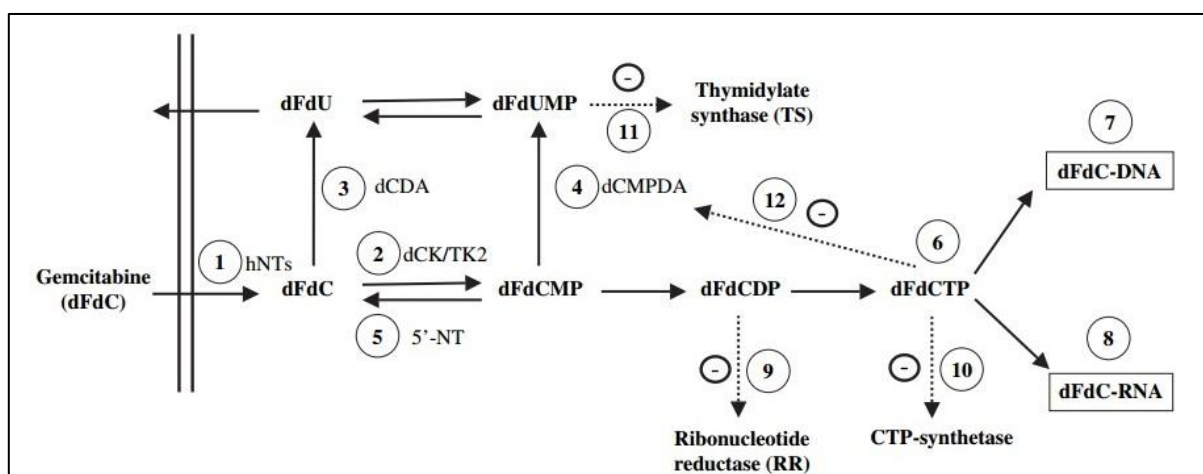 dFdU
dFdUMP
-
11
Thymidylate
synthase (TS)
7
dFdC-DNA
3 dCDA
4 dCMPDA
12 -
6
1 hNTs
2 dCK/TK2
Gemcitabine
(dFdC)
dFdC
dFdCMP
dFdCDP
dFdCTP
5 5’-NT
8
dFdC-RNA
- 9
- 10
Ribonucleotide
reductase (RR)
CTP-synthetase